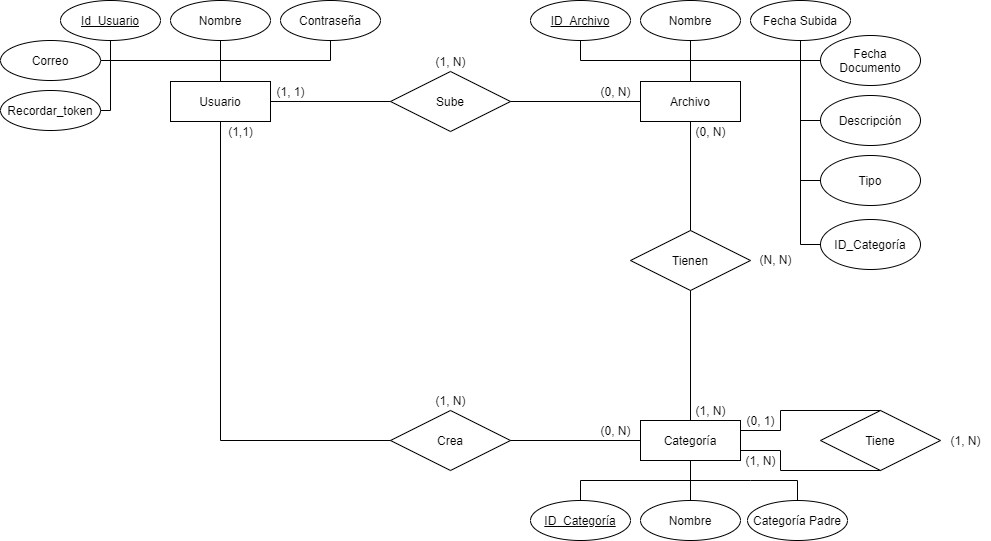 Id_Usuario
Nombre
Contraseña
ID_Archivo
Nombre
Fecha Subida
Correo
(1, N)
Fecha
Documento
Recordar_token
Usuario
(1, 1)
Sube
(0, N)
Archivo
Descripción
(1,1)
(0, N)
Tipo
ID_Categoría
Tienen
(N, N)
(1, N)
(1, N)
(0, 1)
Crea
(0, N)
Categoría
Tiene
(1, N)
(1, N)
ID_Categoría
Nombre
Categoría Padre